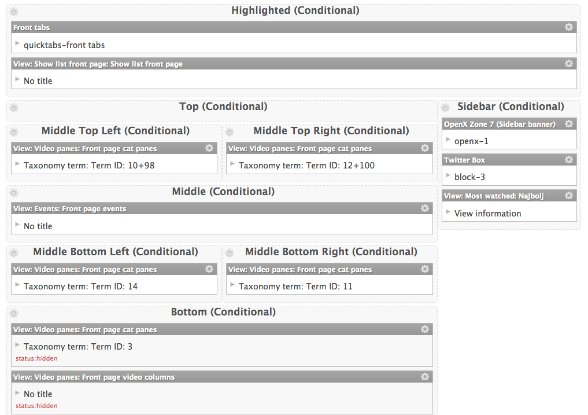 Highlighted (Conditional)
Front tabs
quicktabs-front tabs
View: Show list front page: Show list front page
No title
Top (Conditional)
Middle Top Left (Conditional)
View: Video panes: Front page cat panes
Taxonomy term: Term ID: 10+98
Middle Top Right (Conditional)
View: Video panes: Front page cat panes
Taxonomy term: Term ID: 12+100
Middle (Conditional)
View: Events: Front page events
No title
Middle Bottom Left (Conditional)
View: Video panes: Front page cat panes
Taxonomy term: Term ID: 14
Middle Bottom Right (Conditional)
View: Video panes: Front page cat panes
Taxonomy term: Term ID: 11
Bottom (Conditional)
View: Video panes: Front page cat panes
Taxonomy term: Term ID: 3
status:hidden
View: Video panes: Front page video columns
No title
status:hidden
Sidebar (Conditional)
OpenX Zone 7 (Sidebar banner)
openx-1
Twitter Box
block-3
View: Most watched: Najbolj
View information